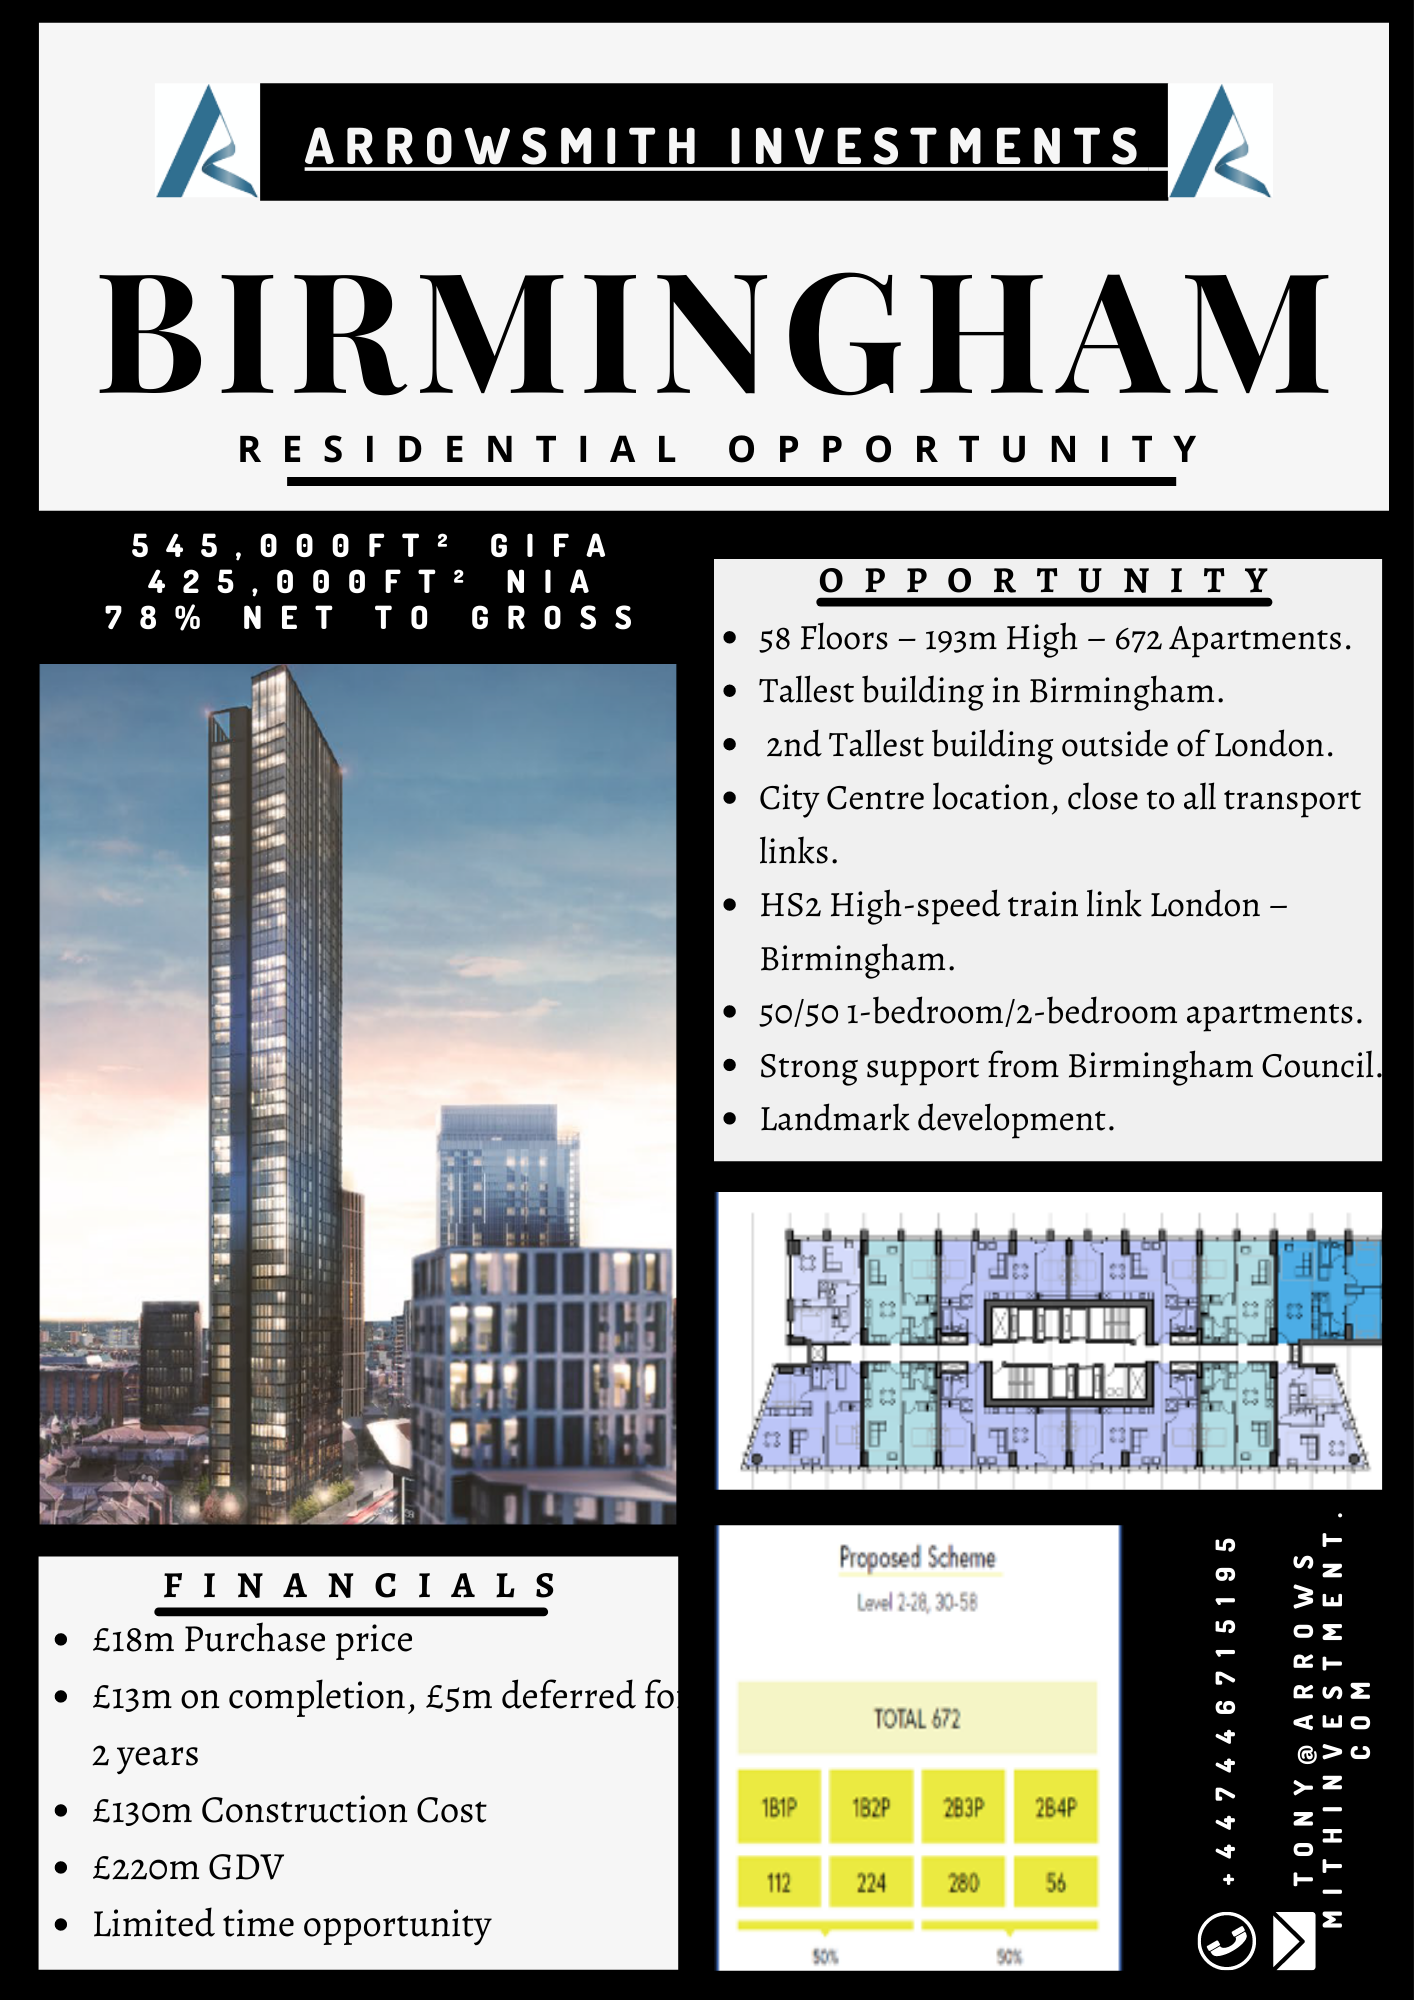 ARROWSMITH INVESTMENTS
BIRMINGHAM
RESIDENTIAL OPPORTUNITY
545,000FT² GIFA
425,000FT² NIA
78% NET TO GROSS
OPPORTUNITY
• 58 Floors – 193m High – 672 Apartments.
• Tallest building in Birmingham.
• 2nd Tallest building outside of London.
• City Centre location, close to all transport
links.
• HS2 High-speed train link London –
Birmingham.
• 50/50 1-bedroom/2-bedroom apartments.
• Strong support from Birmingham Council.
• Landmark development.
FINANCIALS
• £18m Purchase price
• £13m on completion, £5m deferred for
2 years
• £130m Construction Cost
• £220m GDV
• Limited time opportunity
Proposed Scheme
Level 2-28, 30-58
TOTAL 672
1B1P 1B2P 2B3P 2B4P
112 224 280 56
50% 50%
+447446715195
TONY@ARROWS
MITHINVESTMENT.
COM